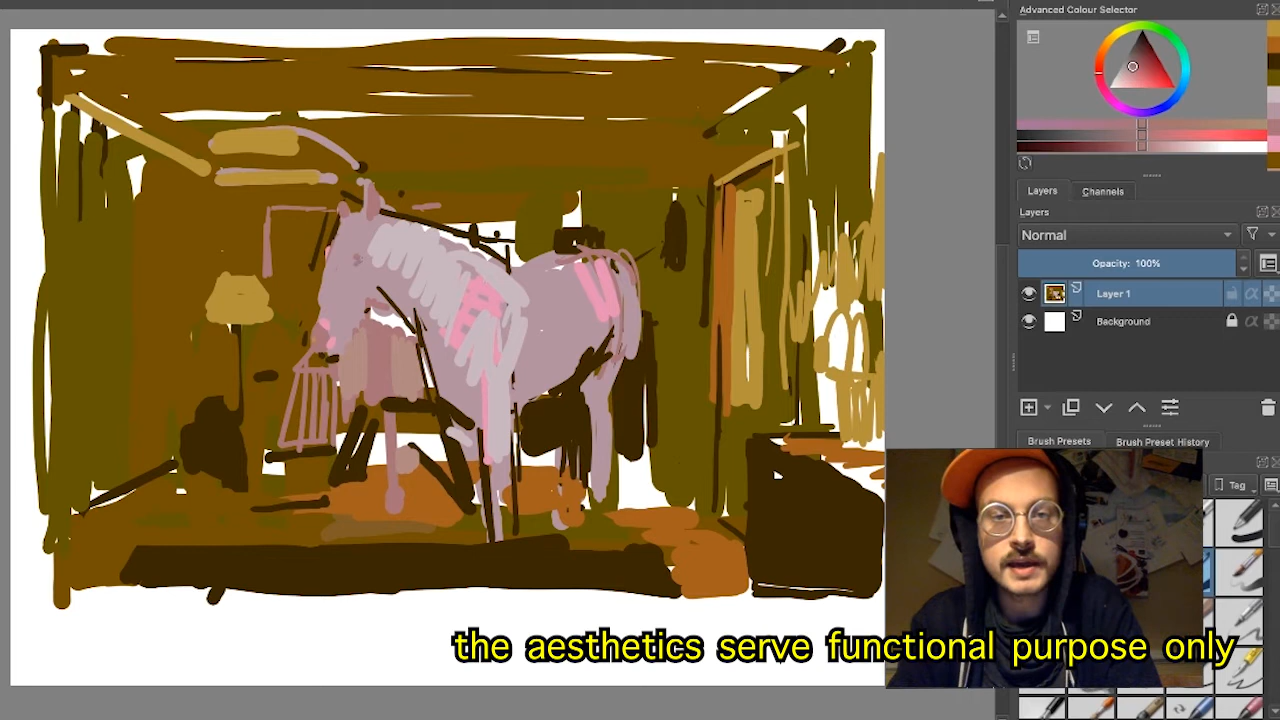 Advanced Colour Selector
Layers
Channels
Layers
Normal
Opacity: 100%
Layer 1
Background
Brush Presets
Brush Preset History
Tag
the aesthetics serve functional purpose only